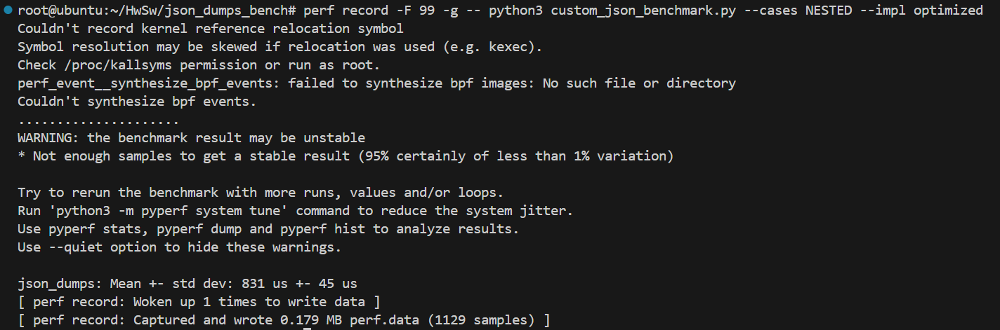 root@ubuntu:~/HwSw/json_dumps_bench# perf record -F 99 -g -- python3 custom_json_benchmark.py --cases NESTED --impl optimized
Couldn't record kernel reference relocation symbol
Symbol resolution may be skewed if relocation was used (e.g. kexec).
Check /proc/kallsyms permission or run as root.
perf_event__synthesize_bpf_events: failed to synthesize bpf images: No such file or directory
Couldn't synthesize bpf events.
.....................
WARNING: the benchmark result may be unstable
* Not enough samples to get a stable result (95% certainly of less than 1% variation)

Try to rerun the benchmark with more runs, values and/or loops.
Run 'python3 -m pyperf system tune' command to reduce the system jitter.
Use pyperf stats, pyperf dump and pyperf hist to analyze results.
Use --quiet option to hide these warnings.

json_dumps: Mean +- std dev: 831 us +- 45 us
[ perf record: Woken up 1 times to write data ]
[ perf record: Captured and wrote 0.179 MB perf.data (1129 samples) ]